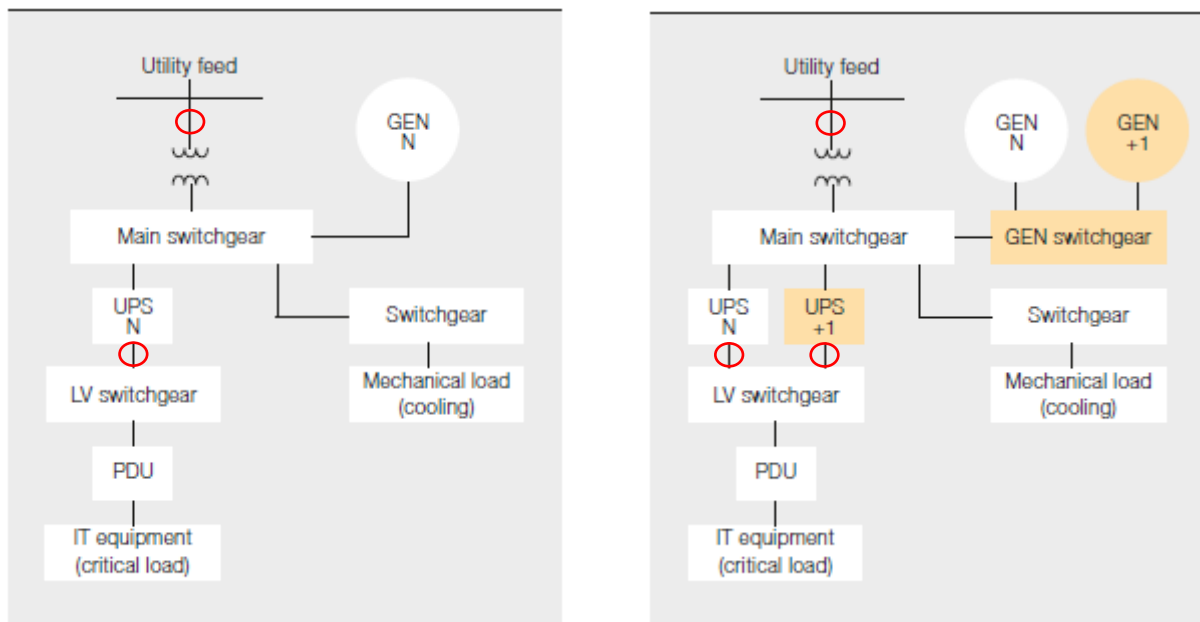 Utility feed
GEN
N
Main switchgear
UPS
N
Switchgear
LV switchgear
Mechanical load
(cooling)
PDU
IT equipment
(critical load)
Utility feed
GEN
N
GEN
+1
Main switchgear
GEN switchgear
UPS
N
UPS
+1
Switchgear
LV switchgear
Mechanical load
(cooling)
PDU
IT equipment
(critical load)